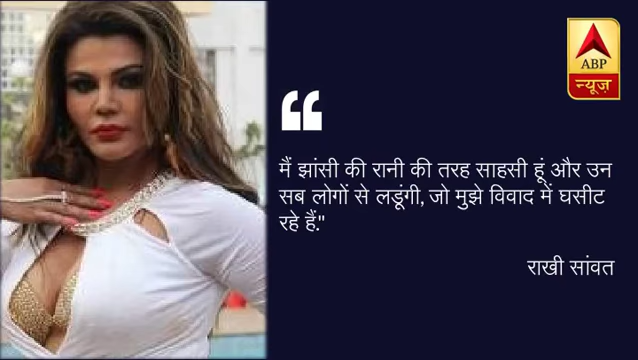 ABP
न्यूज़
मैं झांसी की रानी की तरह साहसी हूं और उन
सब लोगों से लडूंगी, जो मुझे विवाद में घसीट
रहे हैं."
राखी सांवत